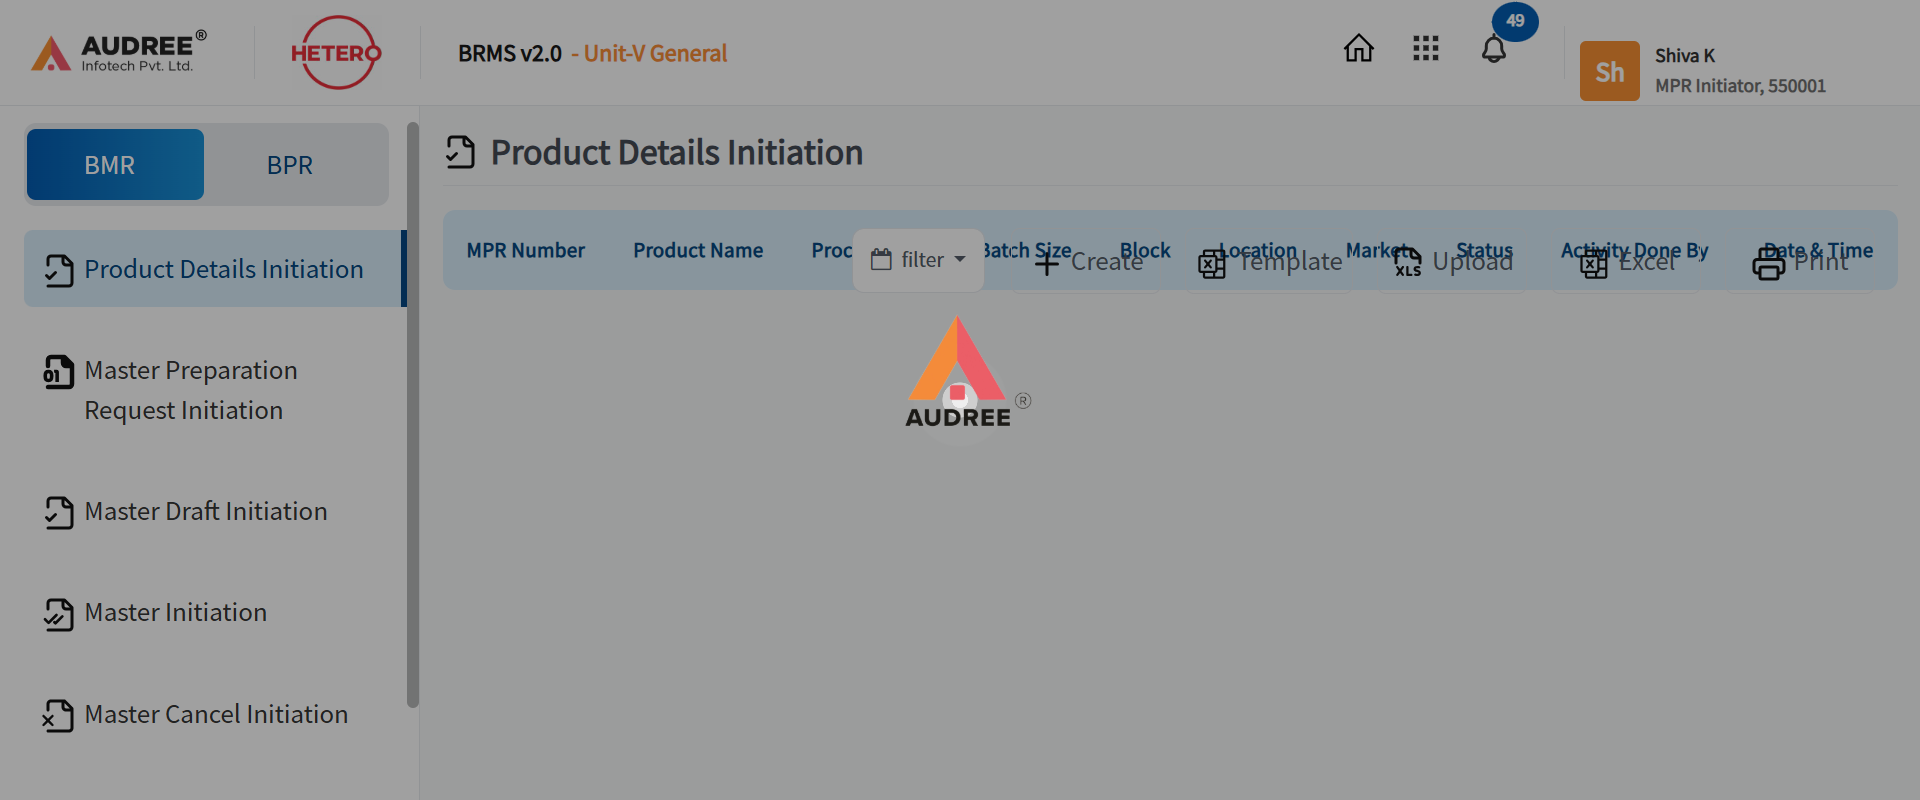 AUDREE®
Infotech Pvt. Ltd.
HETERO
BRMS v2.0 - Unit-V General
49
Sh
Shiva K
MPR Initiator, 550001
BMR
BPR
Product Details Initiation
Master Preparation
Request Initiation
Master Draft Initiation
Master Initiation
Master Cancel Initiation
Product Details Initiation
MPR Number Product Name Proc Batch Size Block Location Market Status Activity Done By Date & Time
filter Create Template XLS Upload Excel Print
AUDREE ®